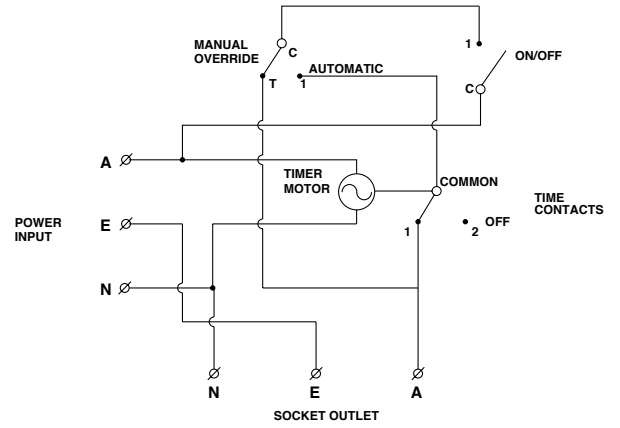 MANUAL
OVERRIDE
C
1
ON/OFF
T
1
AUTOMATIC
C
A
TIMER
MOTOR
COMMON
TIME
CONTACTS
POWER
INPUT
E
1
2
OFF
N
N
E
A
SOCKET OUTLET